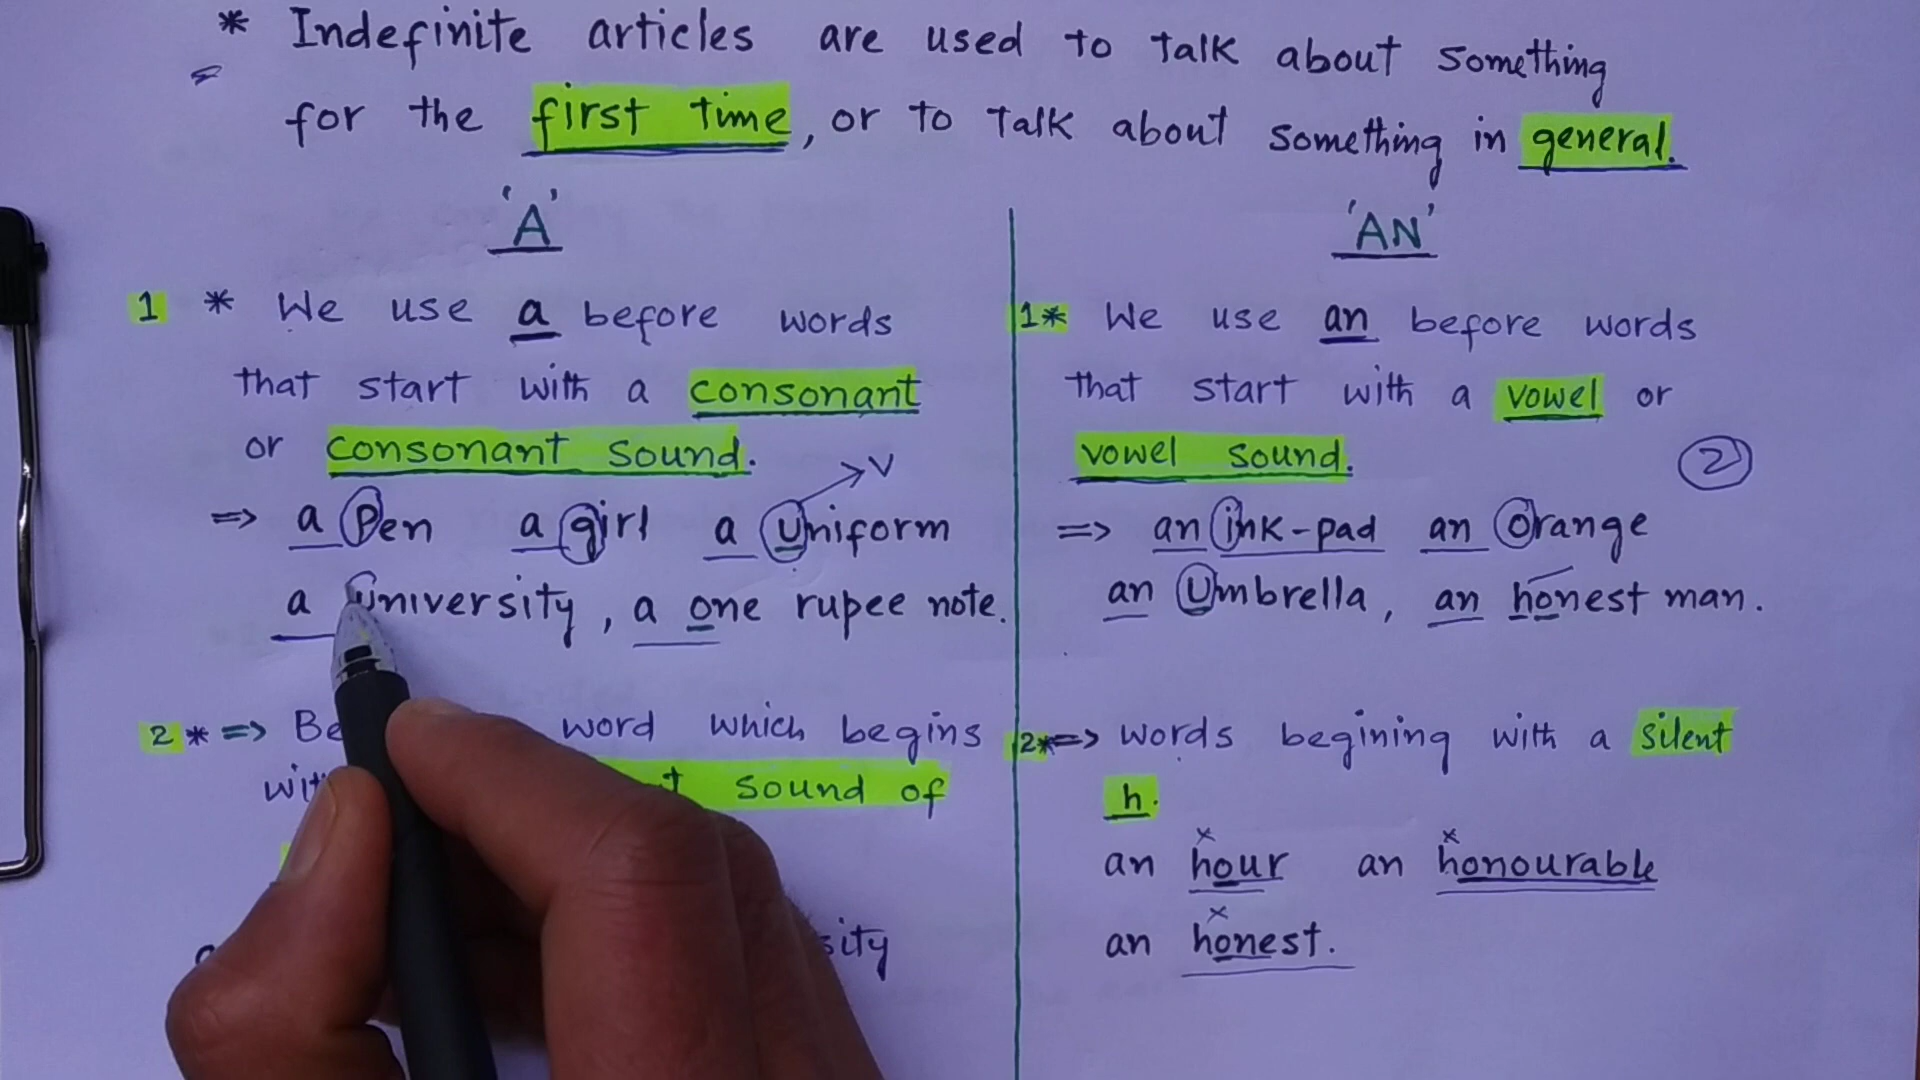 * Indefinite articles are used to talk about something
for the first time, or to talk about something in general.
'A'
1 * We use a before words
that start with a consonant
or consonant sound.
V
=> a Pen a girl a Uniform
a University, a one rupee note.
2 * => word which begins
sound of
'AN'
1* We use an before words
that start with a vowel or
vowel sound.
2
=> an ink-pad an orange
an Umbrella, an honest man.
2*=> words begining with a silent
h.
x x
an hour an honourable
x
an honest.